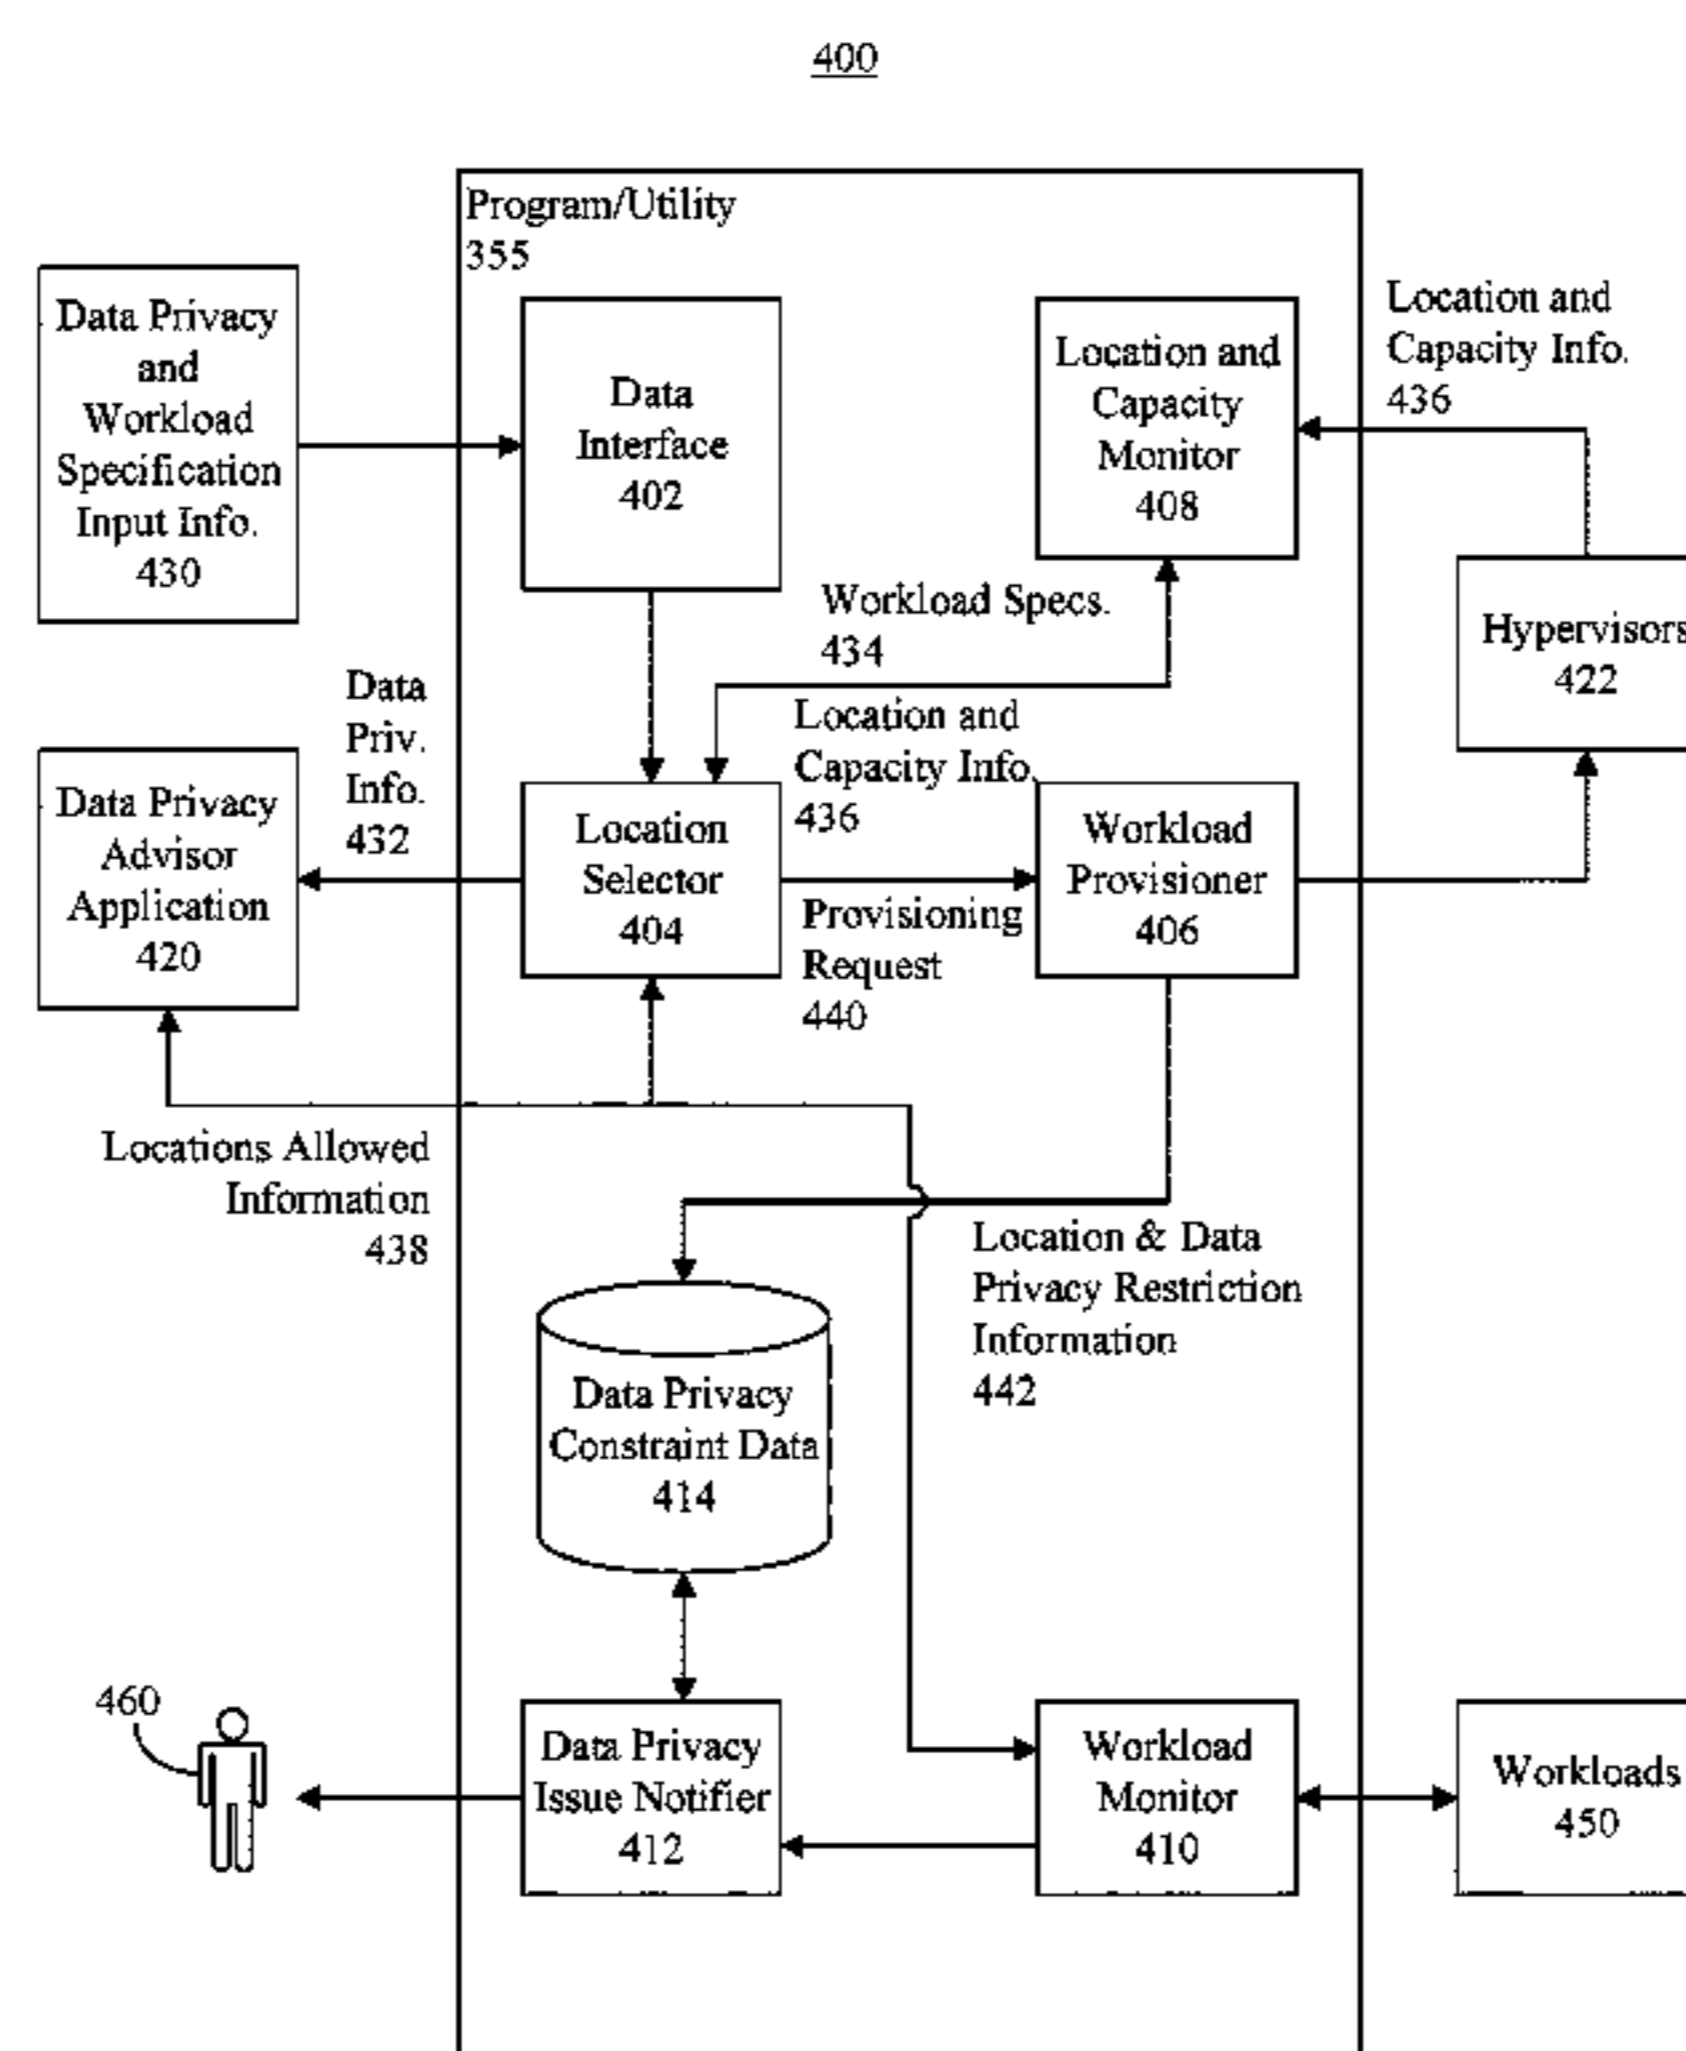 400
Program/Utility
355
Data Privacy
and
Workload
Specification
Input Info.
430
Data
Interface
402
Location and
Capacity
Monitor
408
Location and
Capacity Info.
436
Workload Specs.
434
Hypervisors
422
Data
Priv.
Info.
432
Location and
Capacity Info.
436
Data Privacy
Advisor
Application
420
Location
Selector
404
Workload
Provisioner
406
Provisioning
Request
440
Locations Allowed
Information
438
Location & Data
Privacy Restriction
Information
442
Data Privacy
Constraint Data
414
460
Data Privacy
Issue Notifier
412
Workload
Monitor
410
Workloads
450